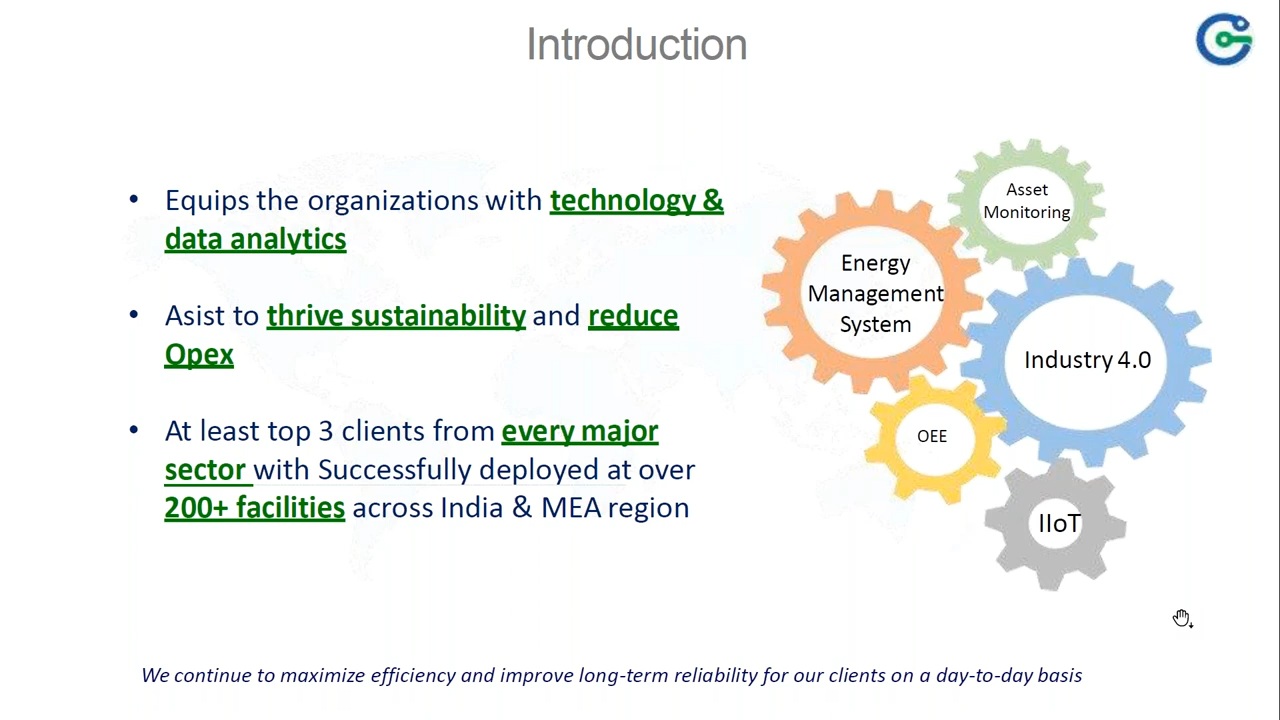 Introduction
• Equips the organizations with technology &
data analytics
• Asist to thrive sustainability and reduce
Opex
• At least top 3 clients from every major
sector with Successfully deployed at over
200+ facilities across India & MEA region
Asset
Monitoring
Energy
Management
System
Industry 4.0
OEE
IIoT
We continue to maximize efficiency and improve long-term reliability for our clients on a day-to-day basis